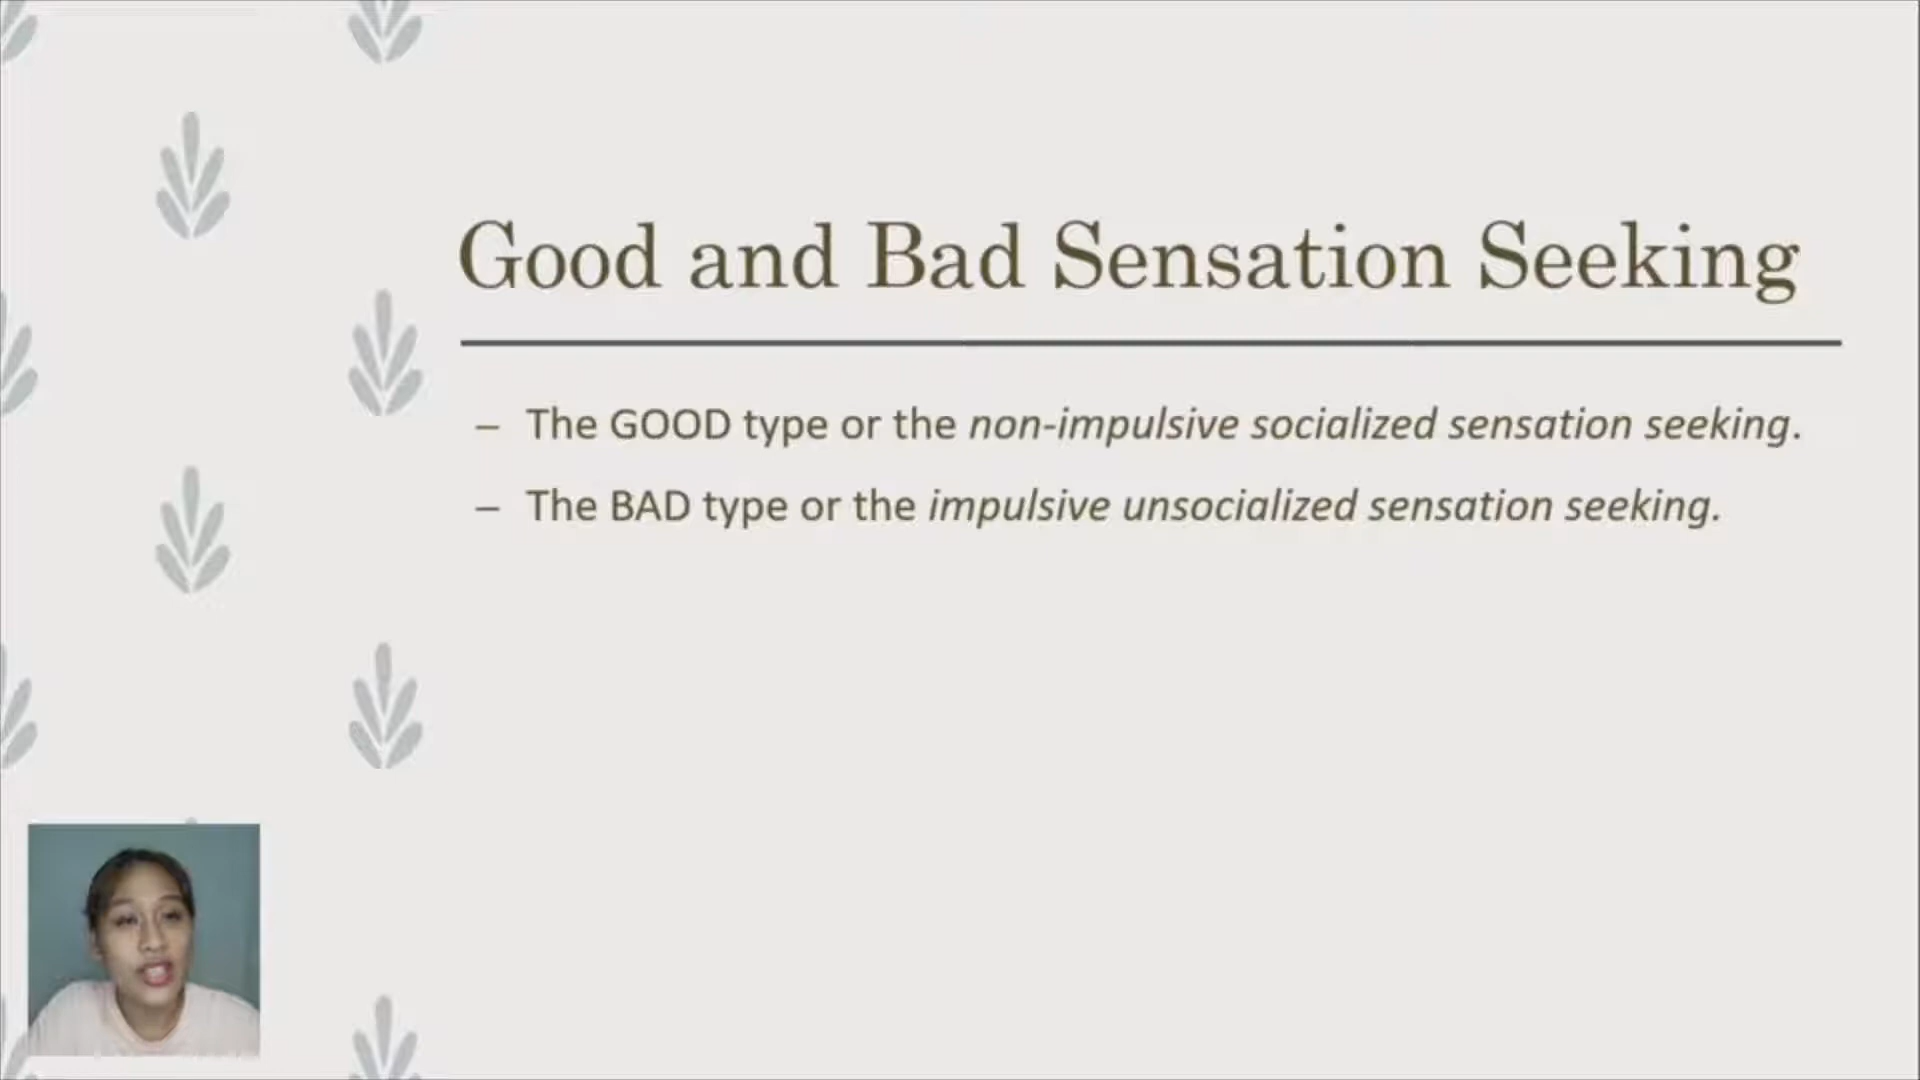 Good and Bad Sensation Seeking
– The GOOD type or the non-impulsive socialized sensation seeking.
– The BAD type or the impulsive unsocialized sensation seeking.